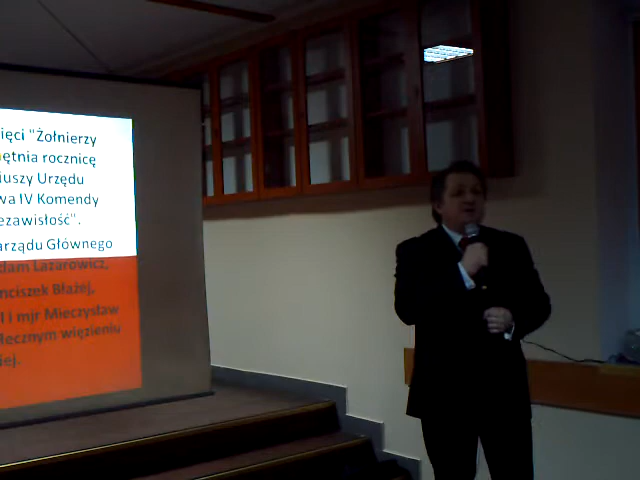 ięci "Żołnierzy
ętnia rocznicę
iuszy Urzędu
wa IV Komendy
ezawisłość".
arządu Głównego
dam Lazarowicz,
nciszek Błażej,
l i mjr Mieczysław
łecznym więzieniu
iej.